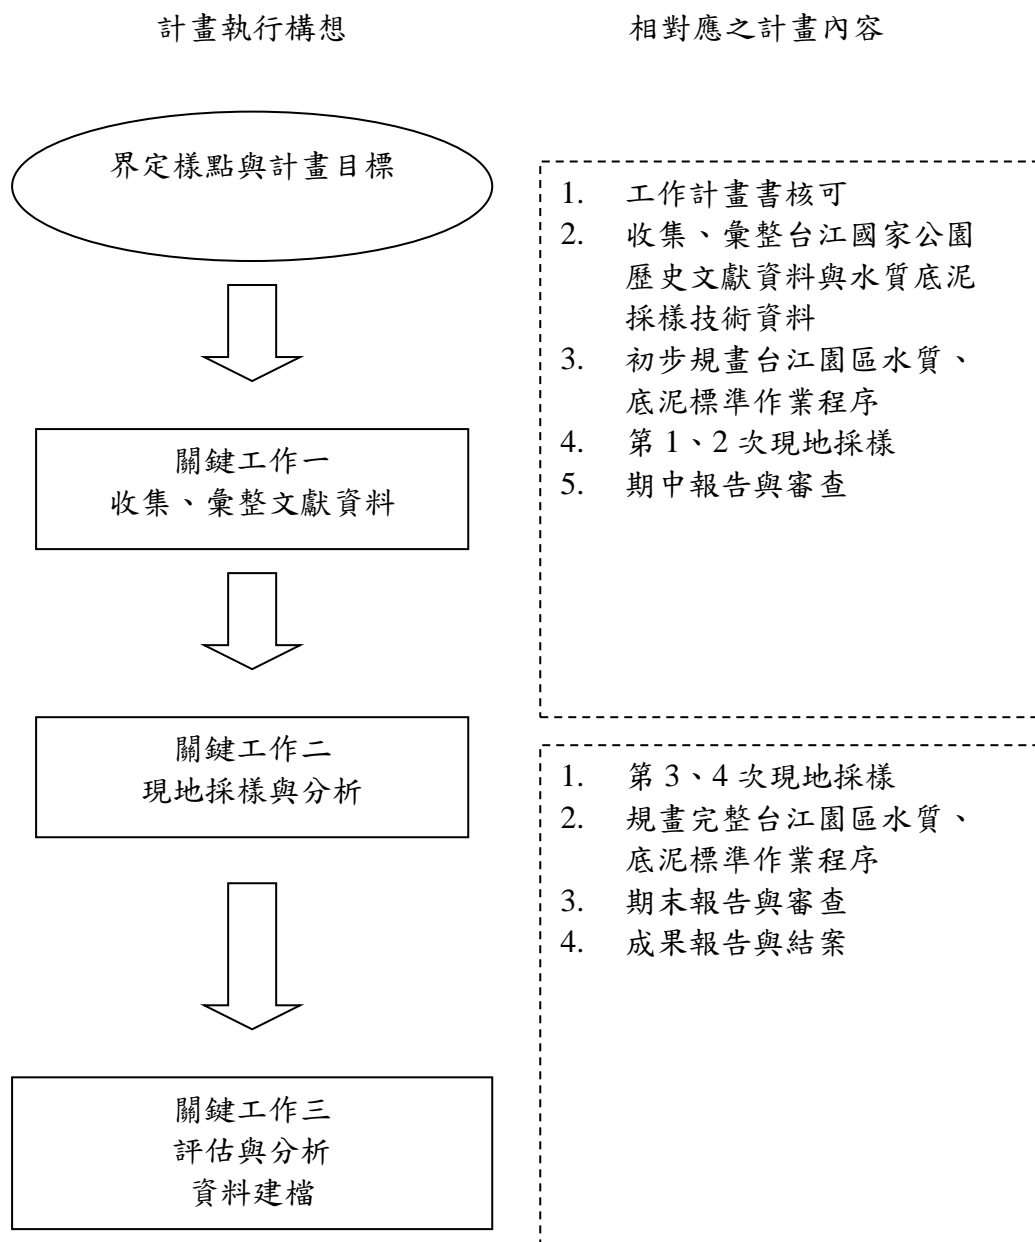 計畫執行構想
相對應之計畫內容
界定樣點與計畫目標
關鍵工作一
收集、彙整文獻資料
關鍵工作二
現地採樣與分析
關鍵工作三
評估與分析
資料建檔
1. 工作計畫書核可
2. 收集、彙整台江國家公園
歷史文獻資料與水質底泥
採樣技術資料
3. 初步規畫台江園區水質、
底泥標準作業程序
4. 第 1、2 次現地採樣
5. 期中報告與審查
1. 第 3、4 次現地採樣
2. 規畫完整台江園區水質、
底泥標準作業程序
3. 期末報告與審查
4. 成果報告與結案